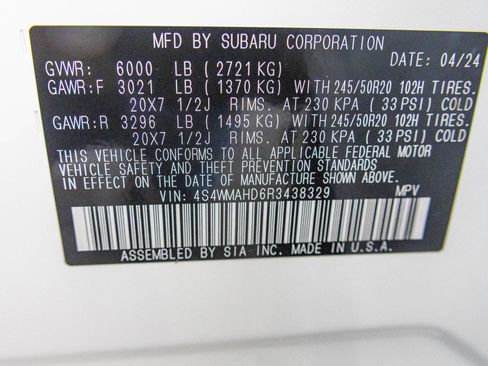 MFD BY SUBARU CORPORATION
DATE: 04/24
GVWR: 6000 LB (2721 KG)
GAWR:F 3021 LB (1370 KG) WITH 245/50R20 102H TIRES.
20X7 1/2J RIMS. AT 230 KPA (33 PSI) COLD
GAWR:R 3296 LB (1495 KG) WITH 245/50R20 102H TIRES.
20X7 1/2J RIMS. AT 230 KPA (33 PSI) COLD
THIS VEHICLE CONFORMS TO ALL APPLICABLE FEDERAL MOTOR
VEHICLE SAFETY AND THEFT PREVENTION STANDARDS
IN EFFECT ON THE DATE OF MANUFACTURE SHOWN ABOVE.
VIN: 4S4WMAHD6R3438329 MPV
ASSEMBLED BY SIA INC. MADE IN U.S.A.